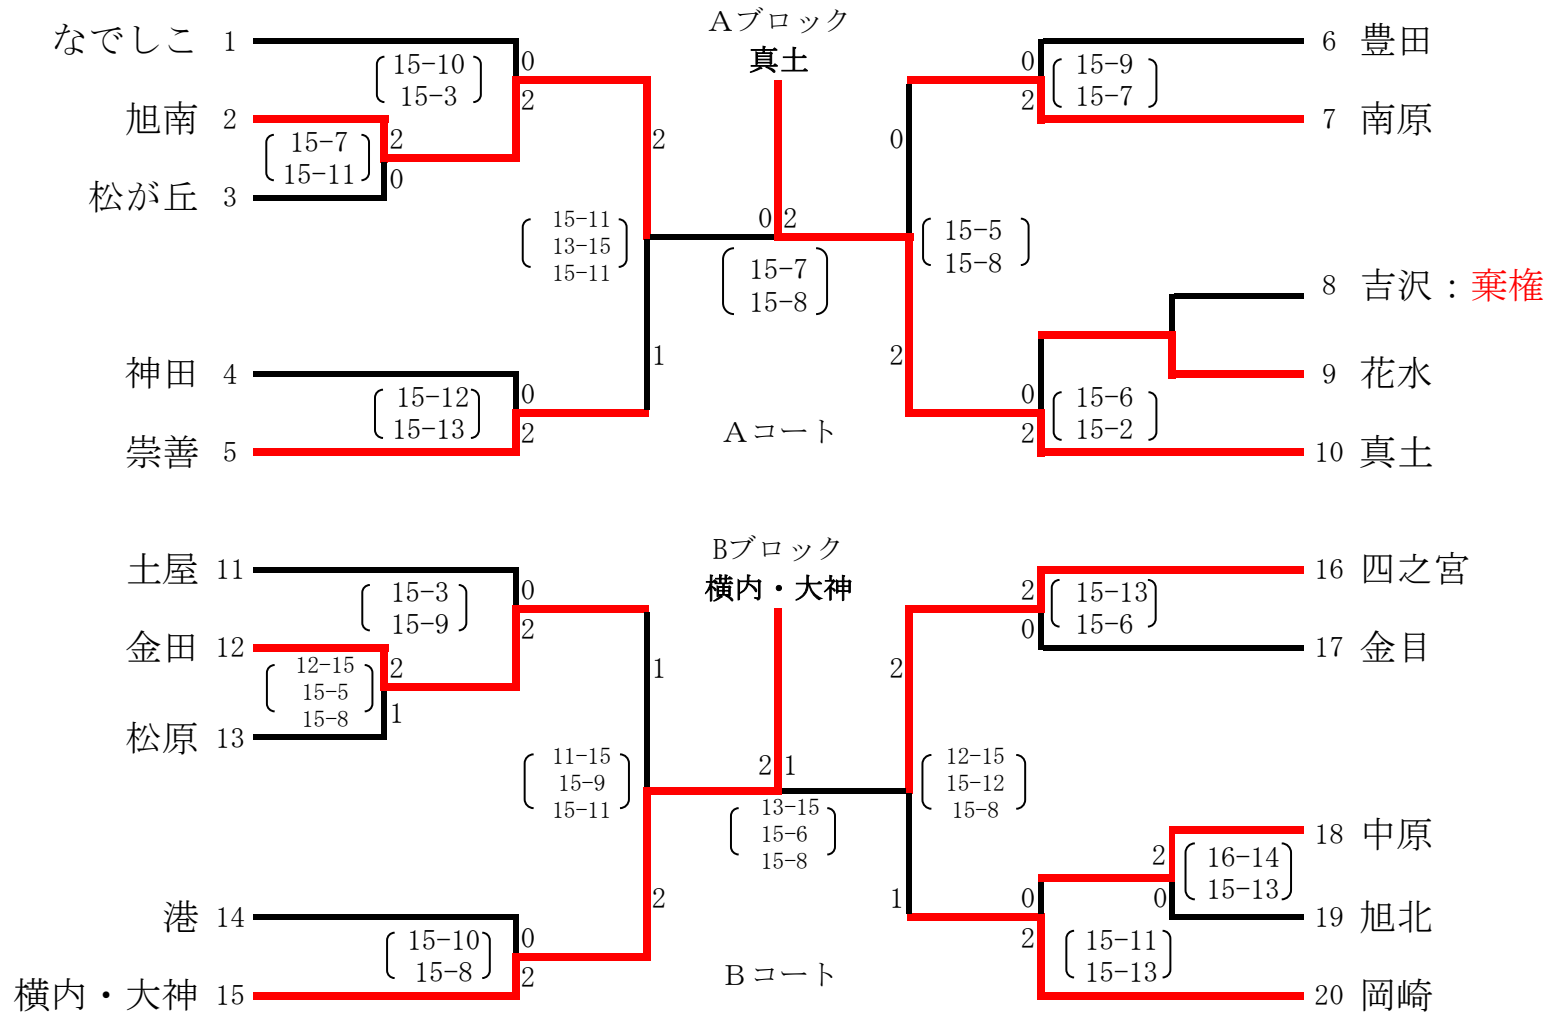 Aブロック
真土
なでしこ 1
15-10
15-3
0
2
旭南 2
15-7
15-11
2
0
松が丘 3
2
15-11
13-15
15-11
1
神田 4
15-12
15-13
0
2
崇善 5
0 2
15-7
15-8
Aコート
6 豊田
0
2
15-9
15-7
7 南原
0
15-5
15-8
2
8 吉沢：棄権
9 花水
0
2
15-6
15-2
10 真土
Bブロック
横内・大神
土屋 11
15-3
15-9
0
2
金田 12
12-15
15-5
15-8
2
1
松原 13
1
11-15
15-9
15-11
2
港 14
15-10
15-8
0
2
横内・大神 15
2 1
13-15
15-6
15-8
Bコート
16 四之宮
2
0
15-13
15-6
17 金目
2
12-15
15-12
15-8
1
18 中原
2
0
16-14
15-13
19 旭北
0
2
15-11
15-13
20 岡崎